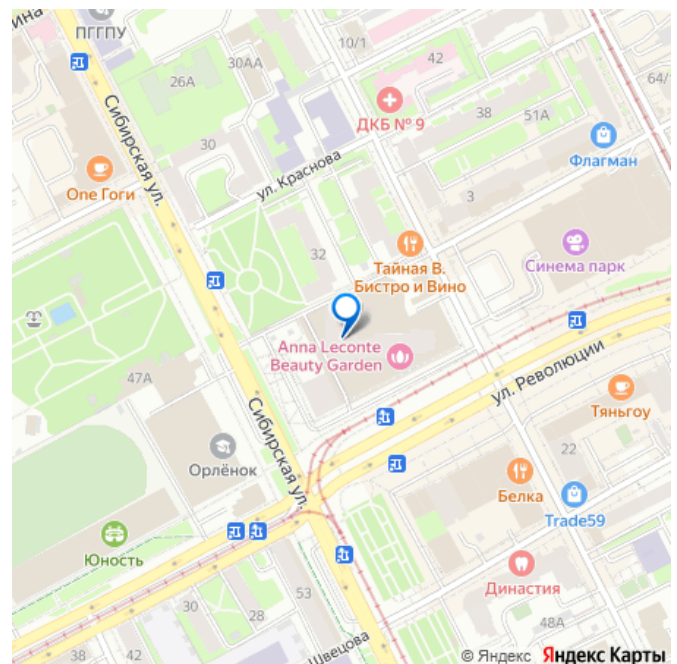 ИНА
ПГГПУ
10/1
42
30АА
26А
64/
ДКБ № 9
38
51А
Сибирская ул.
30
Флагман
ул. Краснова
One Гоги
3
32
Тайная В.
Бистро и Вино
Синема парк
Anna Leconte
Beauty Garden
47А
ул. Революции
Тяньгоу
Сибирская ул.
Орлёнок
22
Белка
Trade59
Юность
Династия
30
28
53
48А
Швецова
38
42
© Яндекс Яндекс Карты